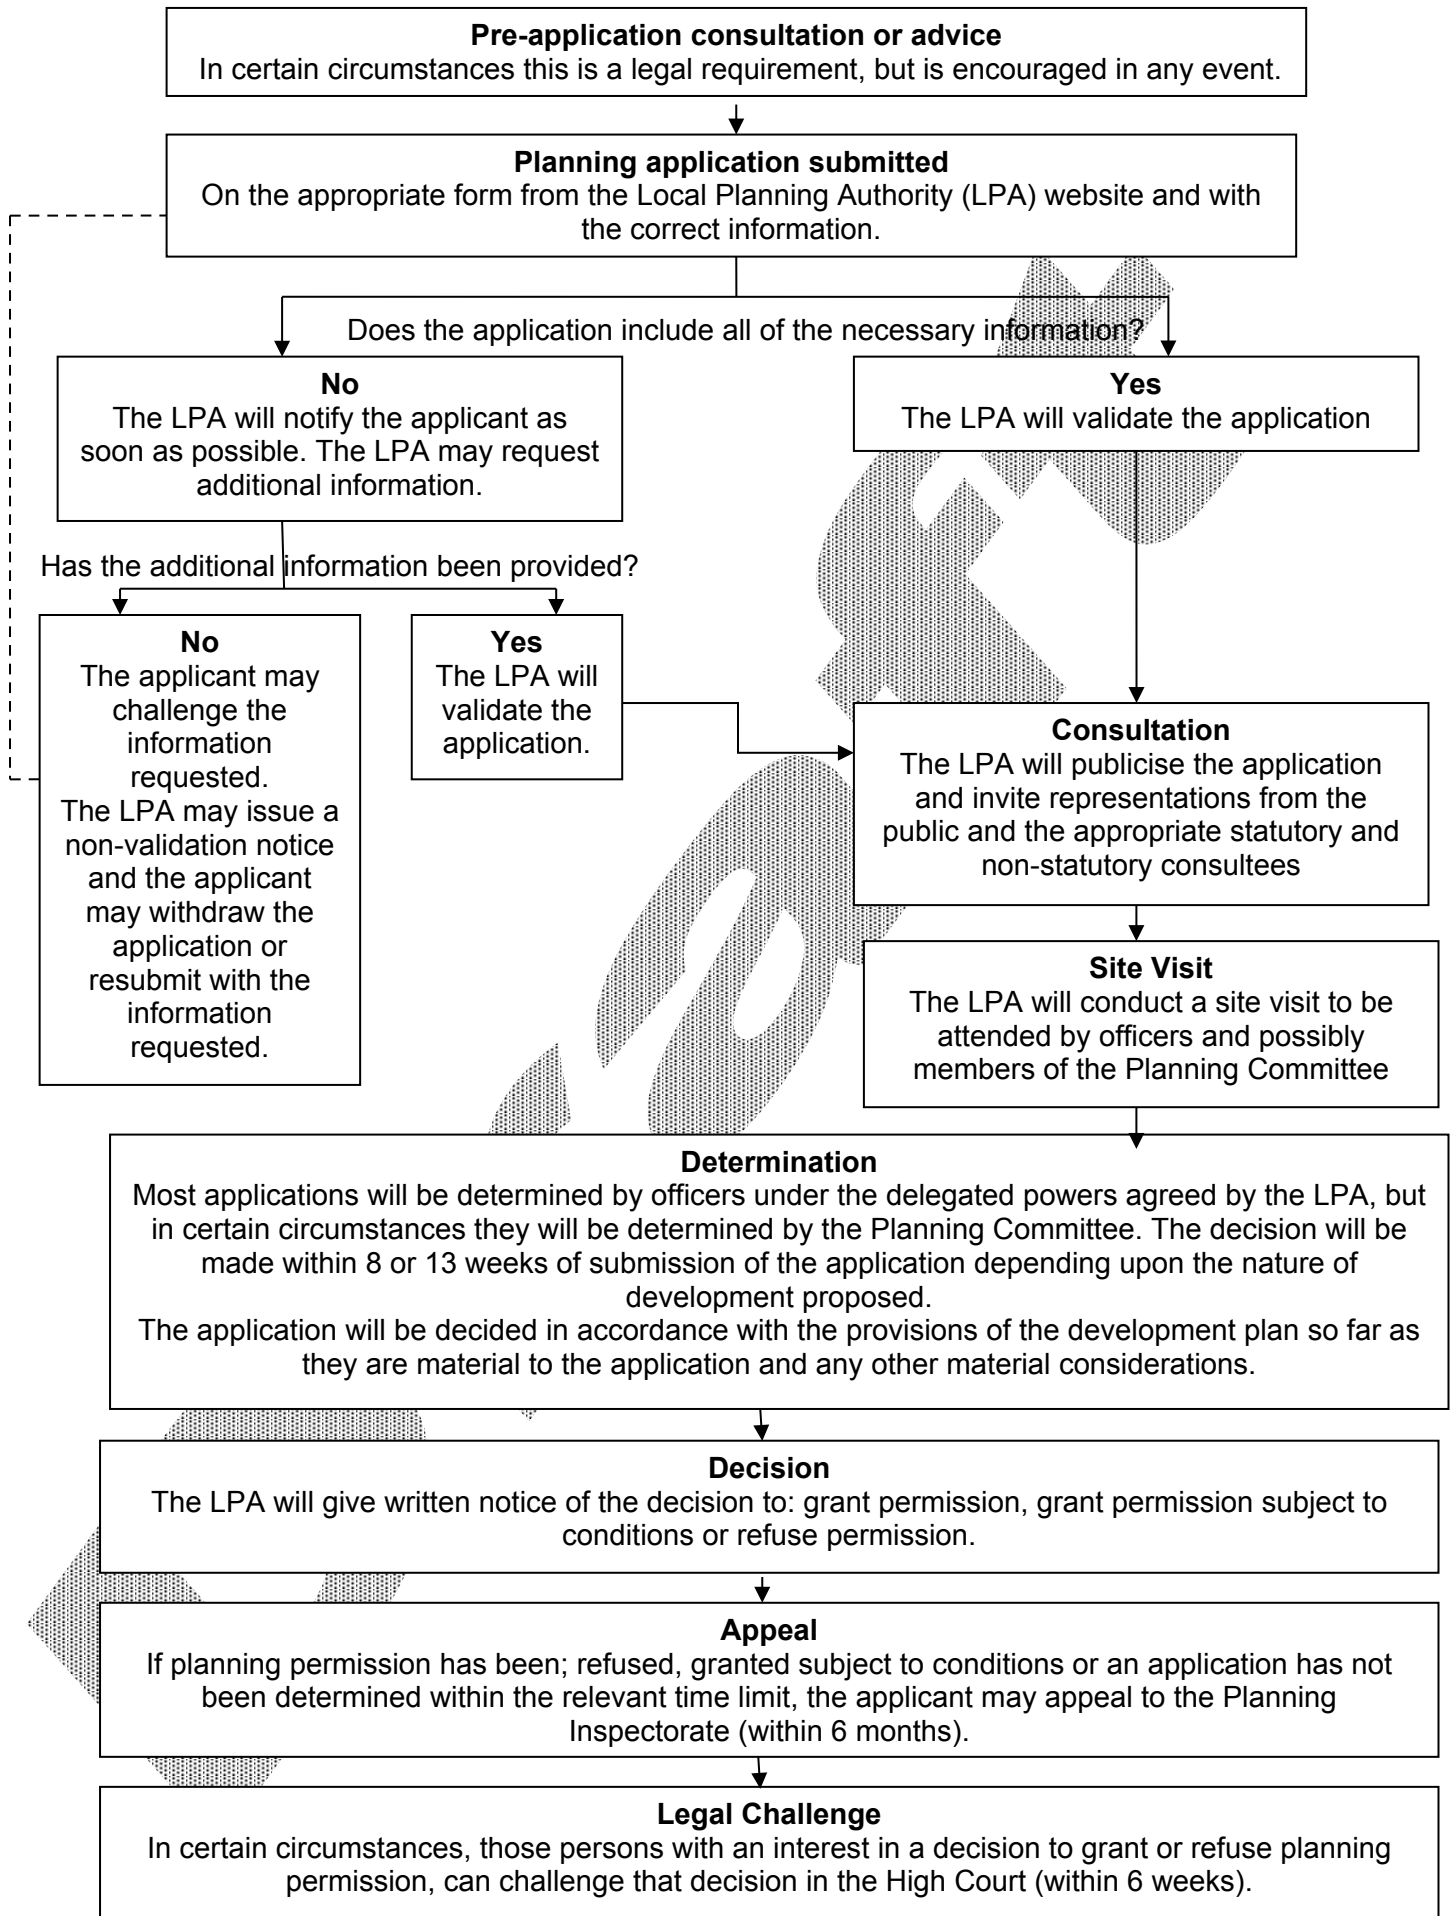 Pre-application consultation or advice
In certain circumstances this is a legal requirement, but is encouraged in any event.
Planning application submitted
On the appropriate form from the Local Planning Authority (LPA) website and with
the correct information.
Does the application include all of the necessary information?
No
The LPA will notify the applicant as
soon as possible. The LPA may request
additional information.
Yes
The LPA will validate the application
Has the additional information been provided?
No
The applicant may
challenge the
information
requested.
The LPA may issue a
non-validation notice
and the applicant
may withdraw the
application or
resubmit with the
information
requested.
Yes
The LPA will
validate the
application.
Consultation
The LPA will publicise the application
and invite representations from the
public and the appropriate statutory and
non-statutory consultees
Site Visit
The LPA will conduct a site visit to be
attended by officers and possibly
members of the Planning Committee
Determination
Most applications will be determined by officers under the delegated powers agreed by the LPA, but
in certain circumstances they will be determined by the Planning Committee. The decision will be
made within 8 or 13 weeks of submission of the application depending upon the nature of
development proposed.
The application will be decided in accordance with the provisions of the development plan so far as
they are material to the application and any other material considerations.
Decision
The LPA will give written notice of the decision to: grant permission, grant permission subject to
conditions or refuse permission.
Appeal
If planning permission has been; refused, granted subject to conditions or an application has not
been determined within the relevant time limit, the applicant may appeal to the Planning
Inspectorate (within 6 months).
Legal Challenge
In certain circumstances, those persons with an interest in a decision to grant or refuse planning
permission, can challenge that decision in the High Court (within 6 weeks).